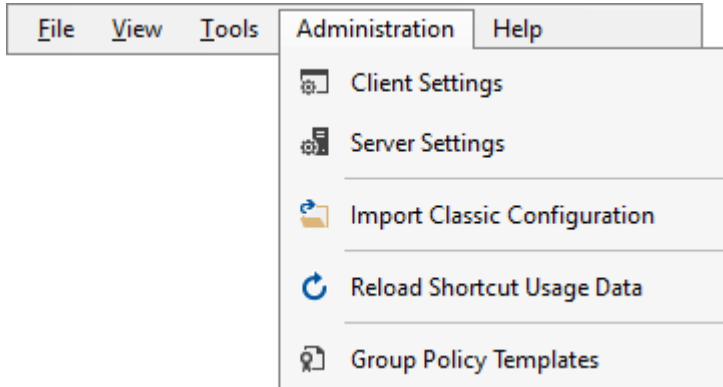 File View Tools Administration Help
Client Settings
Server Settings
Import Classic Configuration
Reload Shortcut Usage Data
Group Policy Templates